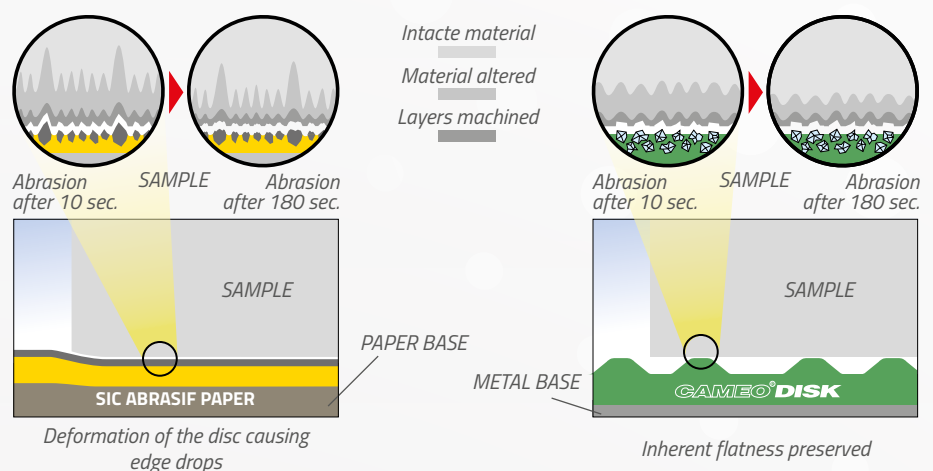 Intacte material
Material altered
Layers machined
Abrasion
after 10 sec.
SAMPLE
Abrasion
after 180 sec.
SAMPLE
SIC ABRASIF PAPER
PAPER BASE
Deformation of the disc causing
edge drops
Abrasion
after 10 sec.
SAMPLE
Abrasion
after 180 sec.
SAMPLE
METAL BASE
CAMEO® DISK
Inherent flatness preserved